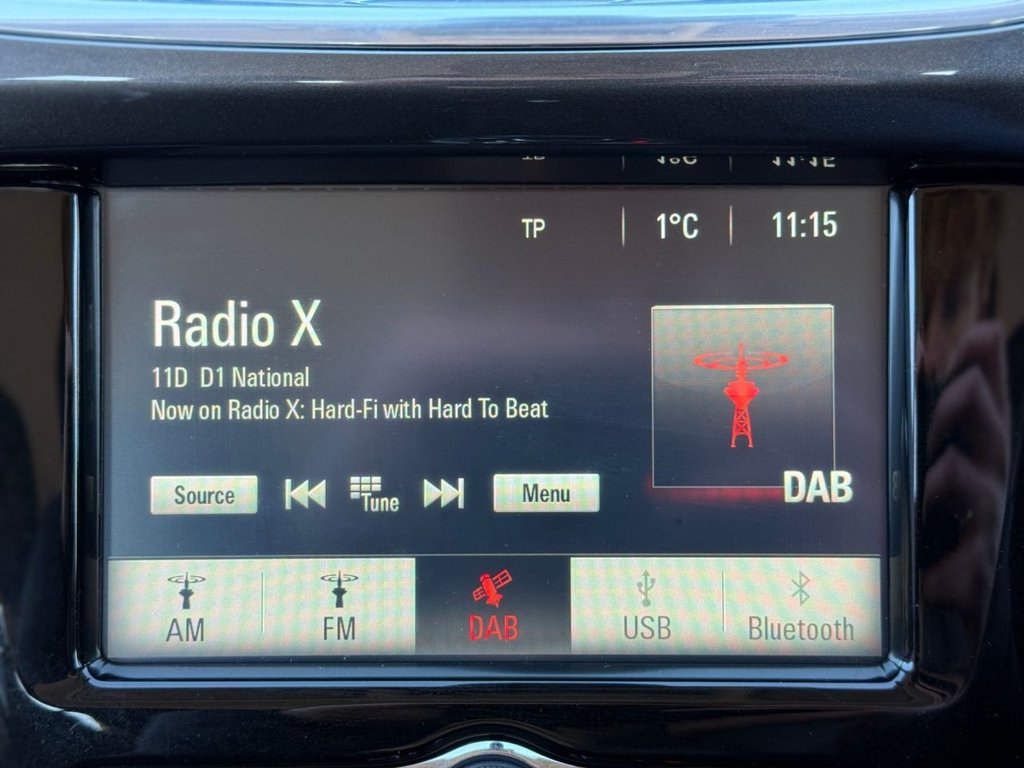 TP 1°C 11:15
Radio X
11D D1 National
Now on Radio X: Hard-Fi with Hard To Beat
Source Tune Menu
DAB
AM FM DAB USB Bluetooth